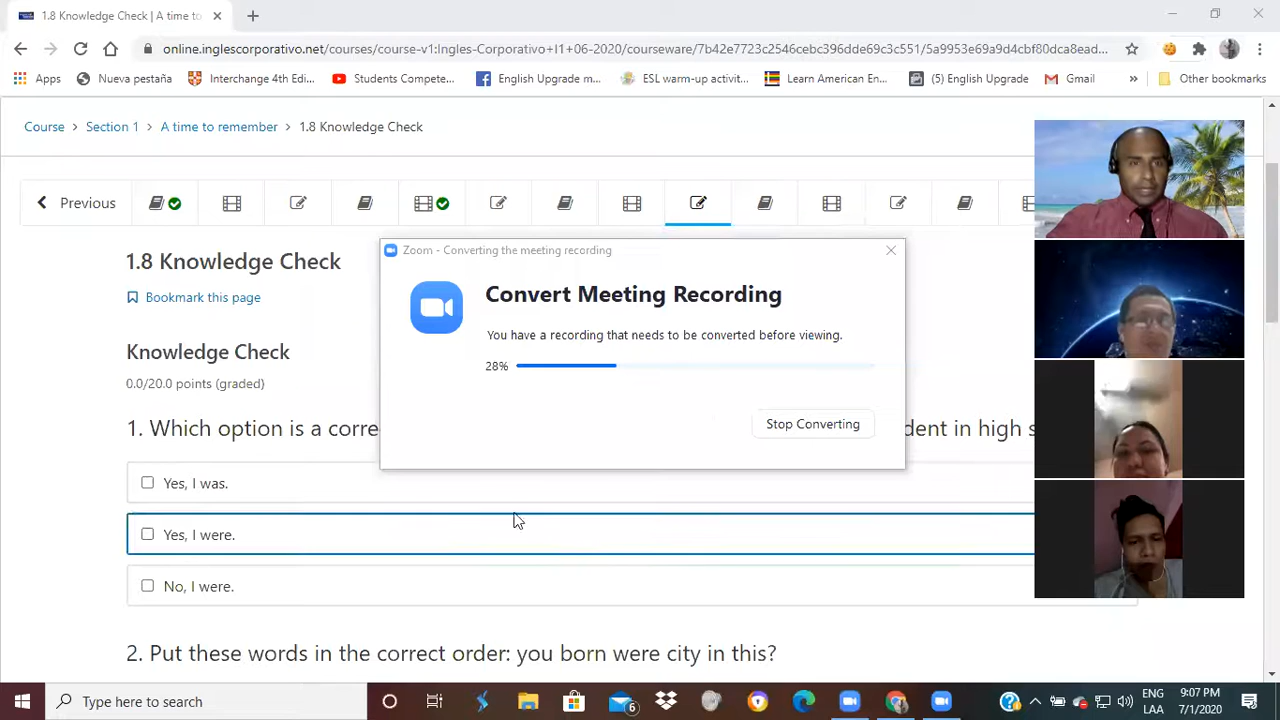 1.8 Knowledge Check | A time to
online.inglescorporativo.net/courses/course-v1:Ingles-Corporativo+I1+06-2020/courseware/7b42e7723c2546cebc396dde69c3c551/5a9953e69a9d4cbf80dca8ead...
Apps Nueva pestaña Interchange 4th Edi... Students Compete... English Upgrade m... ESL warm-up activit... Learn American En... (5) English Upgrade Gmail » Other bookmarks
Course > Section 1 > A time to remember > 1.8 Knowledge Check
Previous
1.8 Knowledge Check
Bookmark this page
Zoom - Converting the meeting recording
Convert Meeting Recording
You have a recording that needs to be converted before viewing.
28%
Stop Converting
Knowledge Check
0.0/20.0 points (graded)
1. Which option is a corre dent in high s
Yes, I was.
Yes, I were.
No, I were.
2. Put these words in the correct order: you born were city in this?
Type here to search
6
ENG 9:07 PM
LAA 7/1/2020